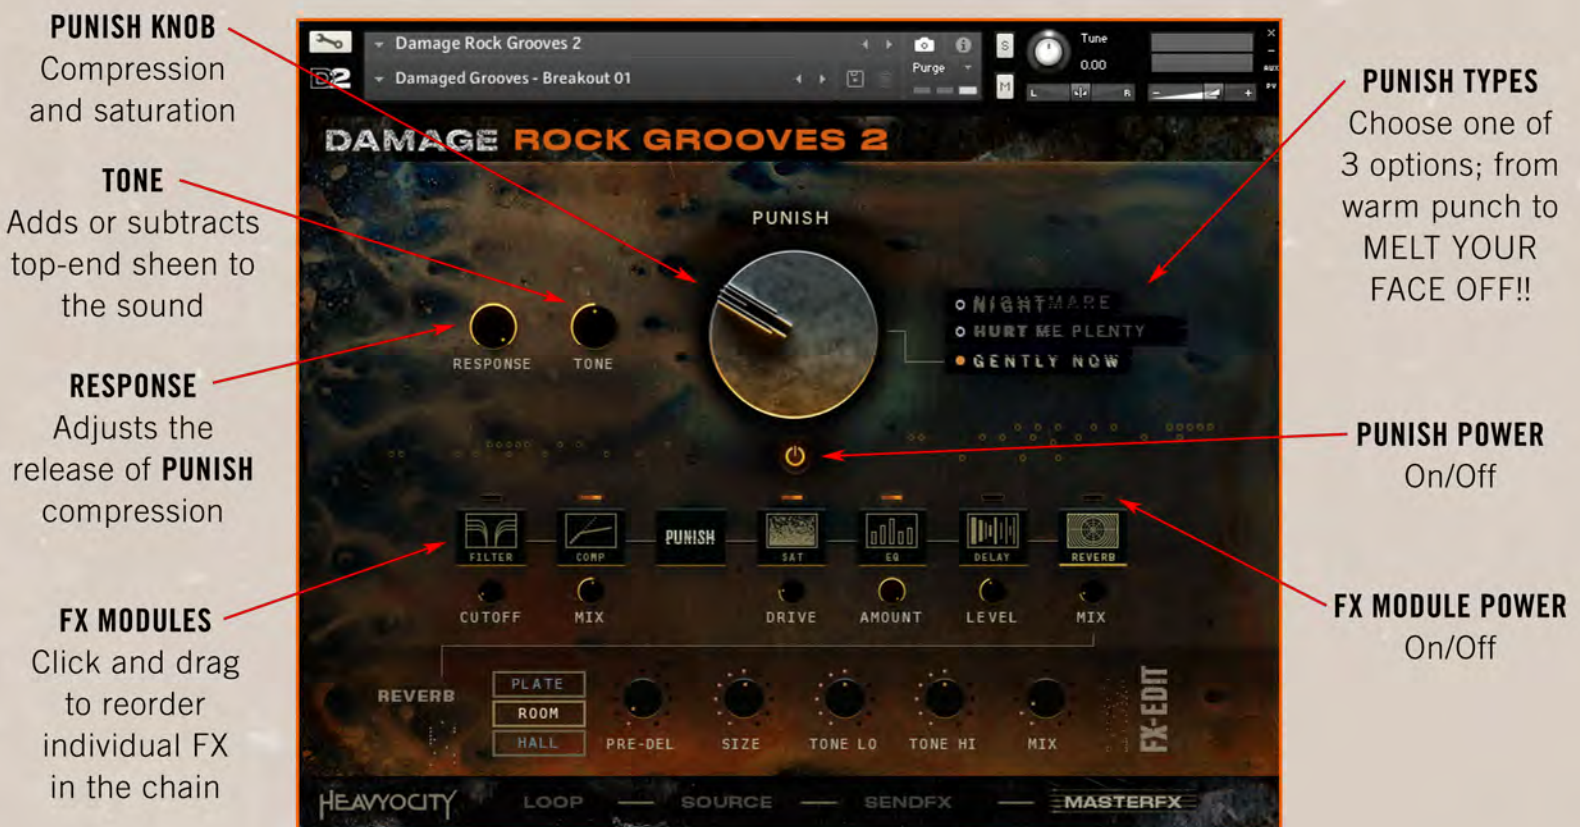 PUNISH KNOB
Compression
and saturation
TONE
Adds or subtracts
top-end sheen to
the sound
RESPONSE
Adjusts the
release of PUNISH
compression
FX MODULES
Click and drag
to reorder
individual FX
in the chain
Damage Rock Grooves 2
D2
Damaged Grooves - Breakout 01
Purge
S
M
Tune
0.00
L
R
AUX
PV
DAMAGE ROCK GROOVES 2
PUNISH
RESPONSE
TONE
NIGHTMARE
HURT ME PLENTY
GENTLY NOW
FILTER
COMP
PUNISH
SAT
EQ
DELAY
REVERB
CUTOFF
MIX
DRIVE
AMOUNT
LEVEL
MIX
REVERB
PLATE
ROOM
HALL
PRE-DEL
SIZE
TONE LO
TONE HI
MIX
FX-EDIT
HEAVYOCITY
LOOP
SOURCE
SENDFX
MASTERFX
PUNISH TYPES
Choose one of
3 options; from
warm punch to
MELT YOUR
FACE OFF!!
PUNISH POWER
On/Off
FX MODULE POWER
On/Off